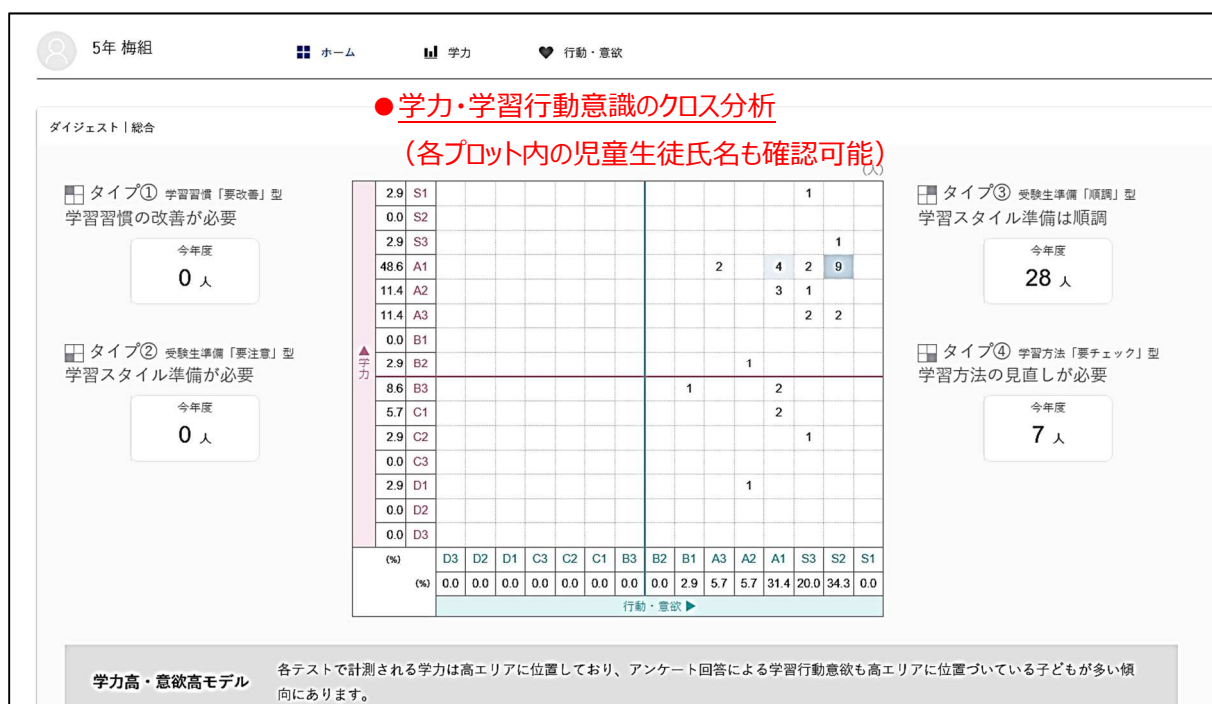 5年 梅組
ホーム
学力
行動・意欲
●学力・学習行動意識のクロス分析
（各プロット内の児童生徒氏名も確認可能）
ダイジェスト｜総合
(人)
タイプ① 学習習慣「要改善」型
学習習慣の改善が必要
今年度
0 人
タイプ② 受験生準備「要注意」型
学習スタイル準備が必要
今年度
0 人
▲学力
2.9 S1 1
0.0 S2
2.9 S3 1
48.6 A1 2 4 2 9
11.4 A2 3 1
11.4 A3 2 2
0.0 B1
2.9 B2 1
8.6 B3 1 2
5.7 C1 2
2.9 C2 1
0.0 C3
2.9 D1 1
0.0 D2
0.0 D3
(%) D3 D2 D1 C3 C2 C1 B3 B2 B1 A3 A2 A1 S3 S2 S1
(%) 0.0 0.0 0.0 0.0 0.0 0.0 0.0 0.0 2.9 5.7 5.7 31.4 20.0 34.3 0.0
行動・意欲 ▶
タイプ③ 受験生準備「順調」型
学習スタイル準備は順調
今年度
28 人
タイプ④ 学習方法「要チェック」型
学習方法の見直しが必要
今年度
7 人
学力高・意欲高モデル
各テストで計測される学力は高エリアに位置しており、アンケート回答による学習行動意欲も高エリアに位置づいている子どもが多い傾
向にあります。